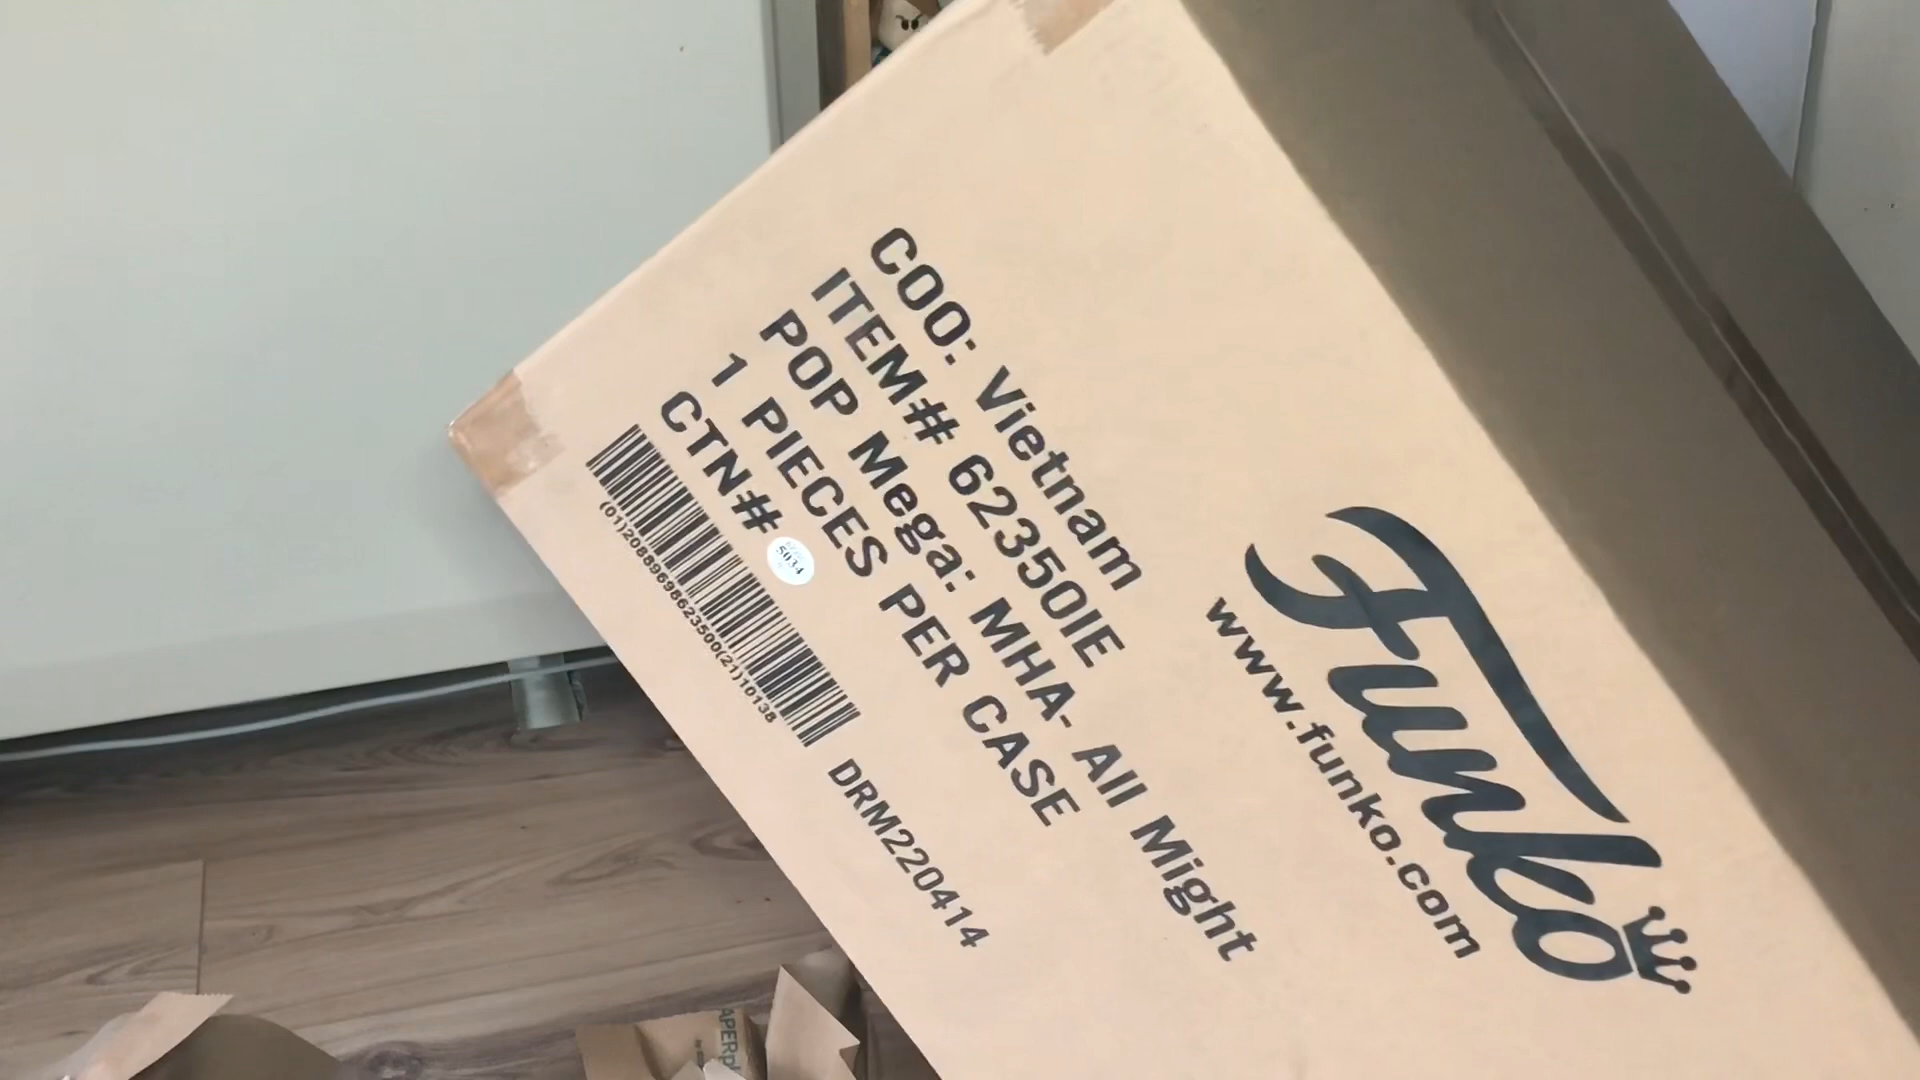 COO: Vietnam
ITEM# 62350IE
POP Mega: MHA- All Might
1 PIECES PER CASE
CTN#
5034
(01)20889698623500(21)10138
DRM220414
Funko
www.funko.com